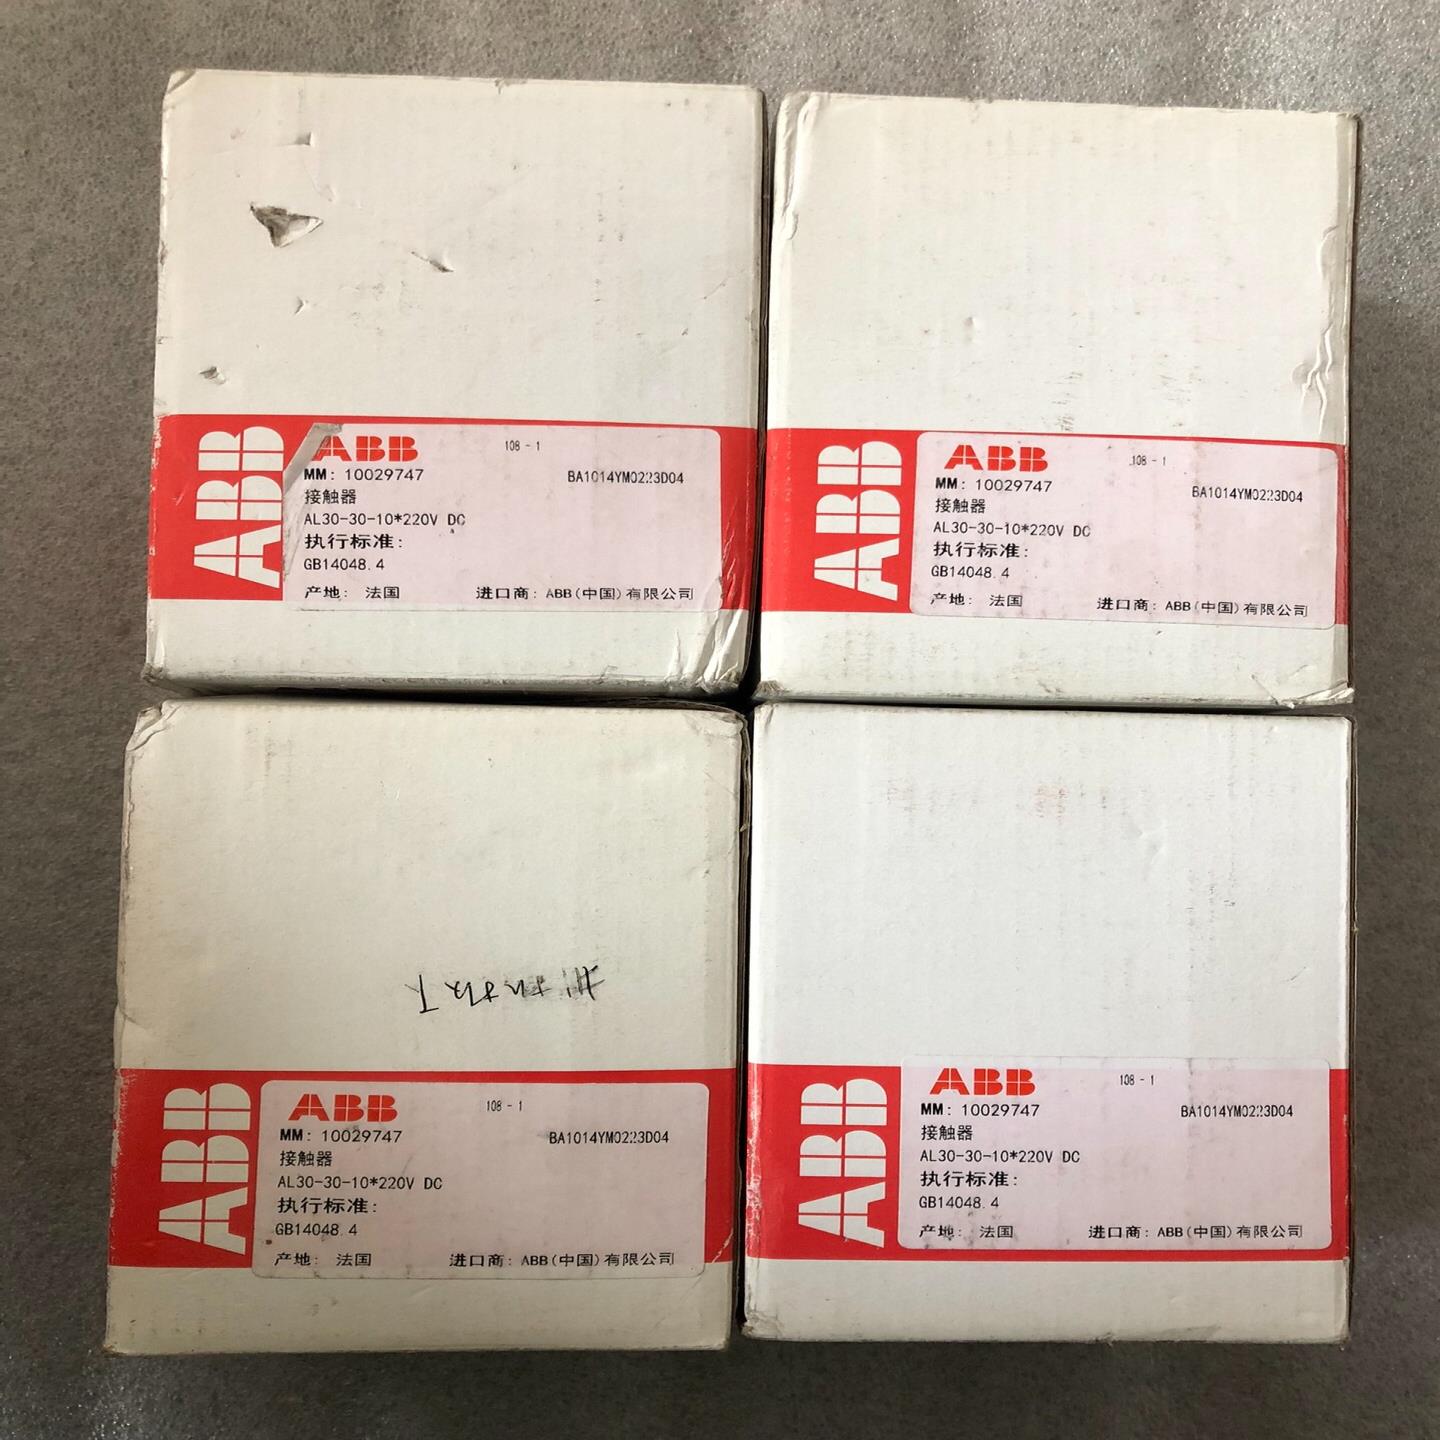 ABB
ABB
108 - 1
MM: 10029747
BA1014YM0223D04
接触器
AL30-30-10*220V DC
执行标准:
GB14048.4
产地: 法国
进口商: ABB(中国)有限公司
ABB
ABB
108 - 1
MM: 10029747
BA1014YM0223D04
接触器
AL30-30-10*220V DC
执行标准:
GB14048.4
产地: 法国
进口商: ABB(中国)有限公司
ABB
ABB
108 - 1
MM: 10029747
BA1014YM0223D04
接触器
AL30-30-10*220V DC
执行标准:
GB14048.4
产地: 法国
进口商: ABB(中国)有限公司
ABB
ABB
108 - 1
MM: 10029747
BA1014YM0223D04
接触器
AL30-30-10*220V DC
执行标准:
GB14048.4
产地: 法国
进口商: ABB(中国)有限公司